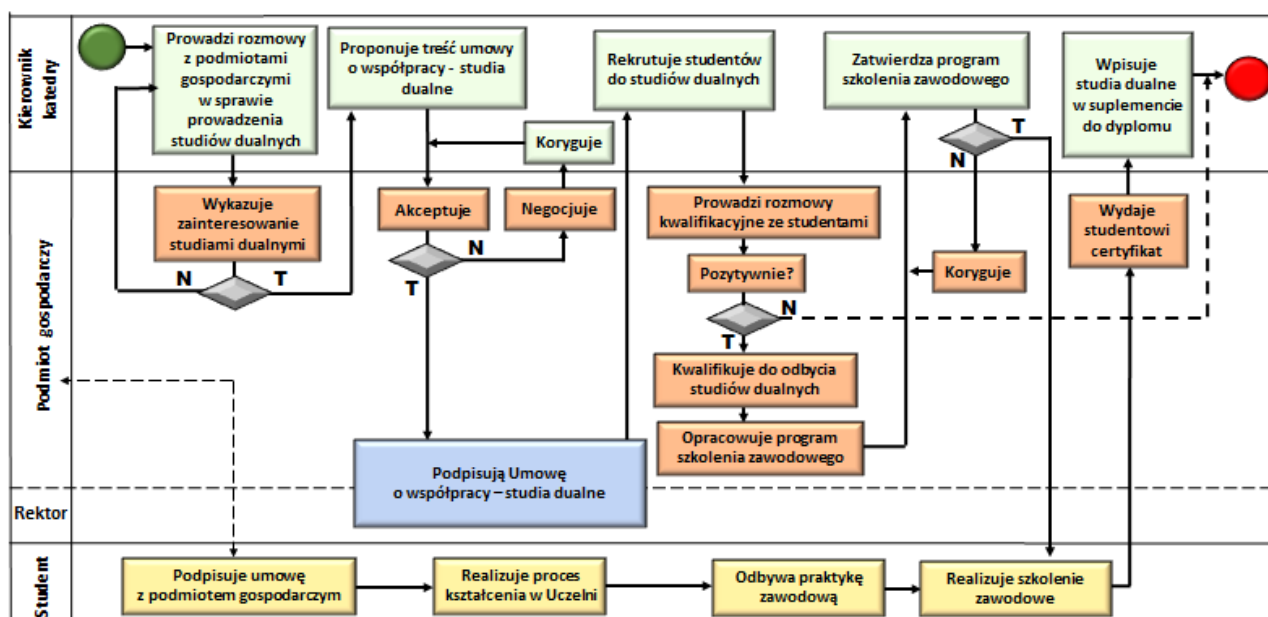 Kierownik
katedry
Prowadzi rozmowy
z podmiotami
gospodarczymi
w sprawie
prowadzenia
studiów dualnych
Proponuje treść umowy
o współpracy - studia
dualne
Koryguje
Rekrutuje studentów
do studiów dualnych
Zatwierdza program
szkolenia zawodowego
T
N
Wpisuje
studia dualne
w suplemencie
do dyplomu
Podmiot gospodarczy
Wykazuje
zainteresowanie
studiami dualnymi
N
T
Akceptuje
N
T
Negocjuje
Prowadzi rozmowy
kwalifikacyjne ze studentami
Pozytywnie?
N
T
Kwalifikuje do odbycia
studiów dualnych
Opracowuje program
szkolenia zawodowego
Koryguje
Wydaje
studentowi
certyfikat
Podpisują Umowę
o współpracy – studia dualne
Rektor
Student
Podpisuje umowę
z podmiotem gospodarczym
Realizuje proces
kształcenia w Uczelni
Odbywa praktykę
zawodową
Realizuje szkolenie
zawodowe